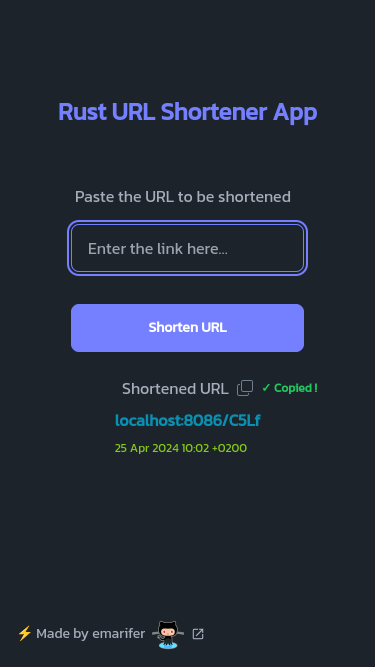 Rust URL Shortener App
Paste the URL to be shortened
Enter the link here...
Shorten URL
Shortened URL ✓ Copied !
localhost:8086/C5Lf
25 Apr 2024 10:02 +0200
⚡ Made by emarifer